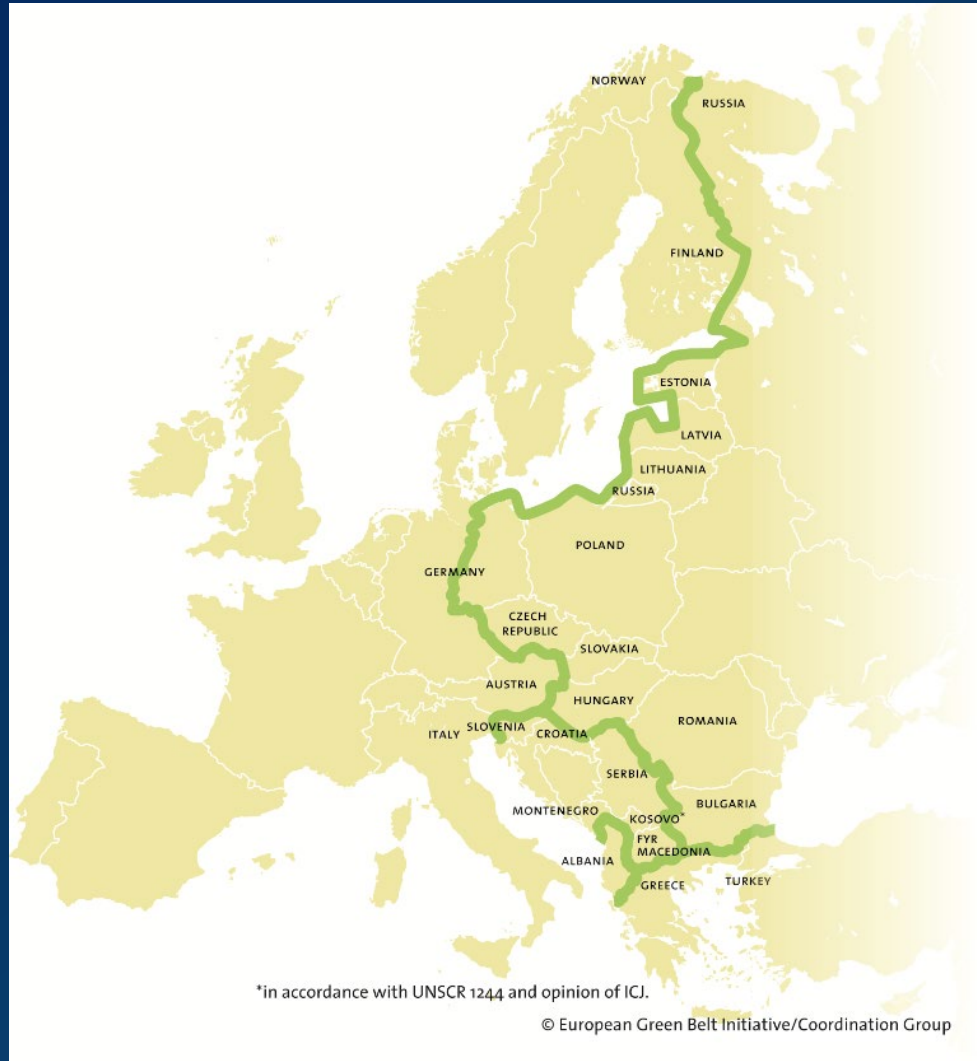 NORWAY
RUSSIA
FINLAND
ESTONIA
LATVIA
LITHUANIA
RUSSIA
POLAND
GERMANY
CZECH
REPUBLIC
SLOVAKIA
AUSTRIA
HUNGARY
ROMANIA
SLOVENIA
ITALY
CROATIA
SERBIA
BULGARIA
MONTENEGRO
KOSOVO*
FYR
MACEDONIA
ALBANIA
TURKEY
GREECE
*in accordance with UNSCR 1244 and opinion of ICJ.
© European Green Belt Initiative/Coordination Group